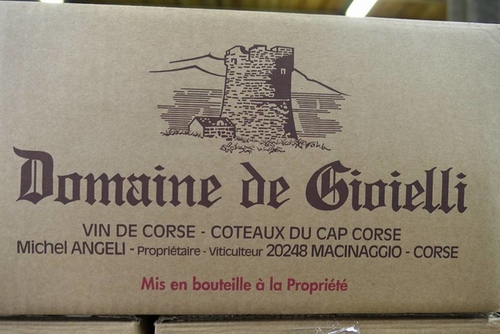 Domaine de Gioielli
VIN DE CORSE - COTEAUX DU CAP CORSE
Michel ANGELI - Propriétaire - Viticulteur 20248 MACINAGGIO - CORSE
Mis en bouteille à la Propriété